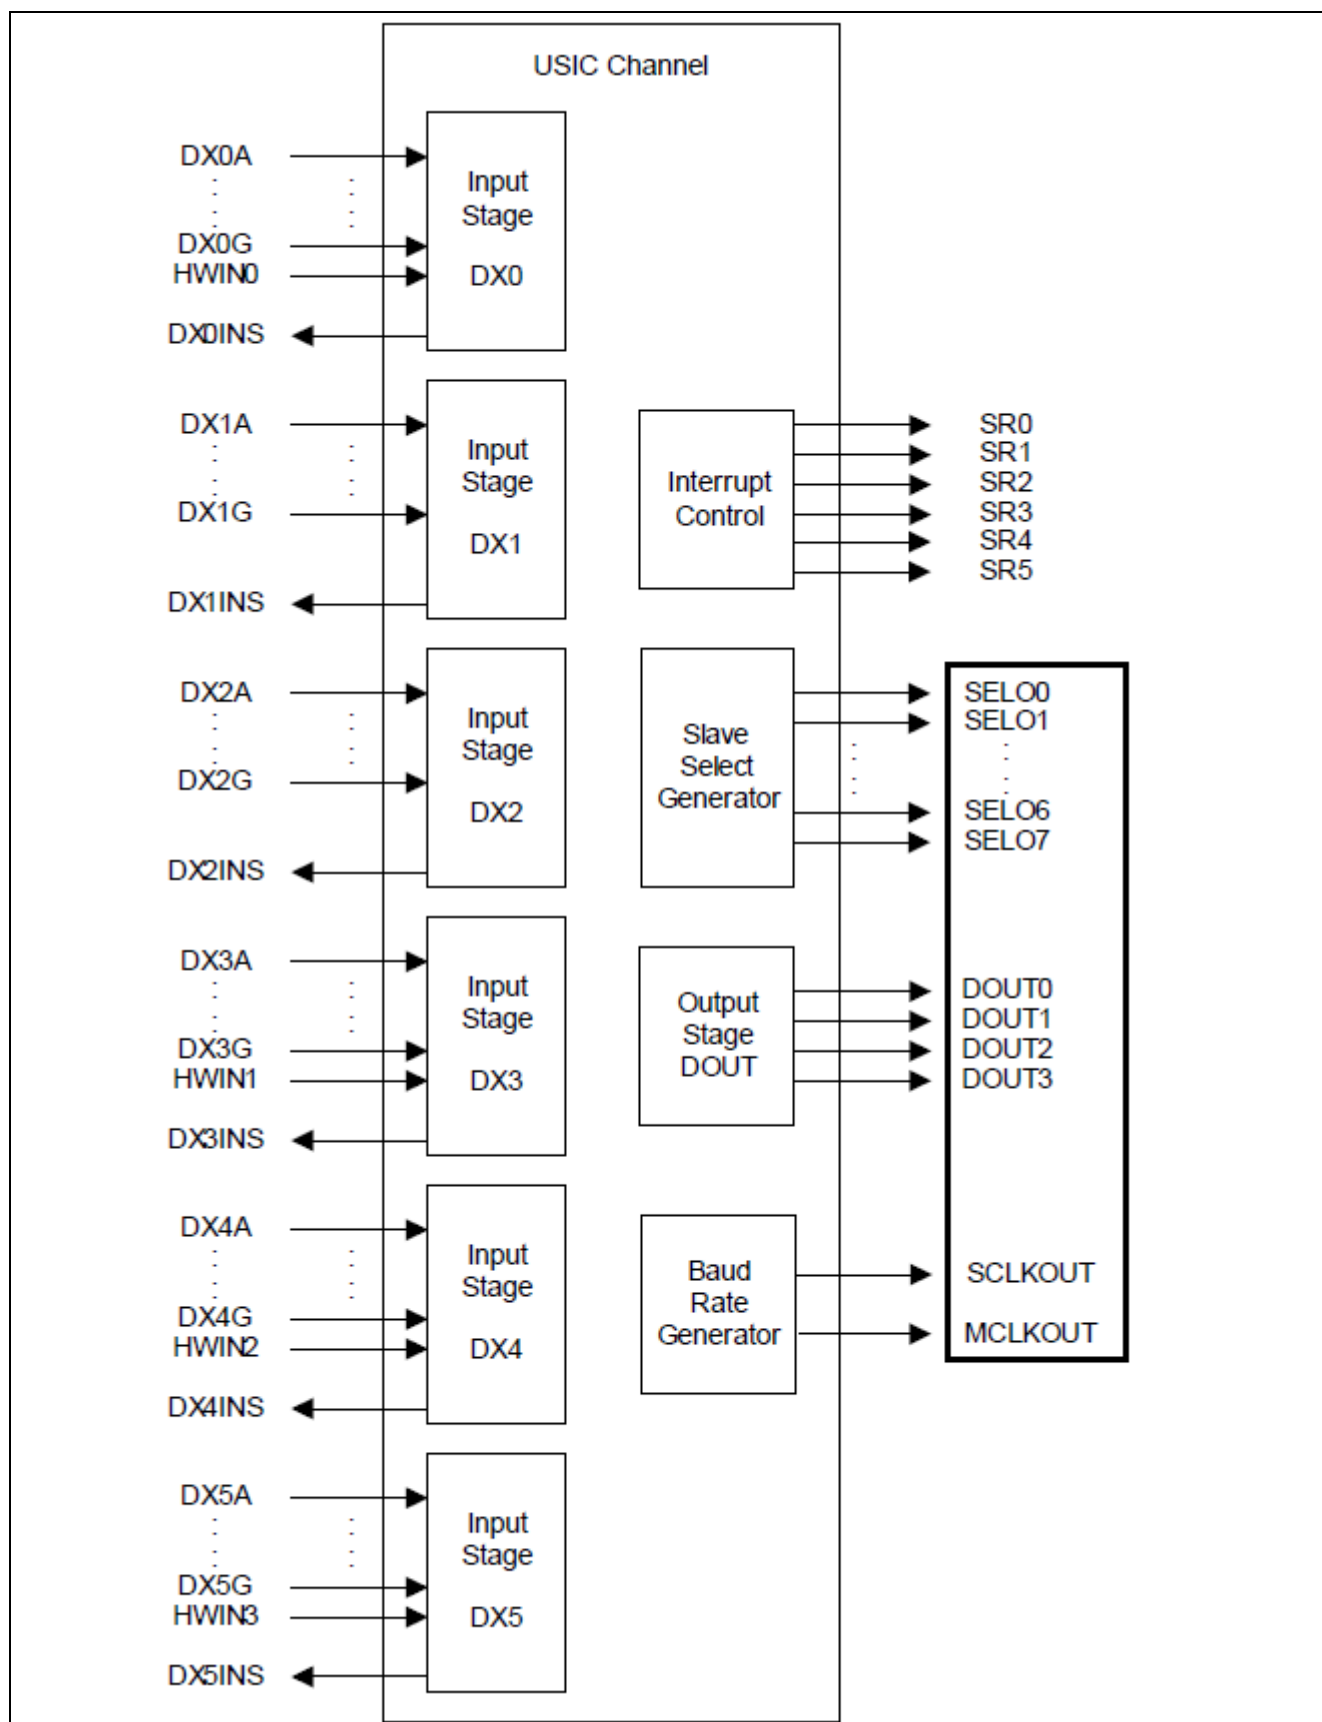 USIC Channel
DX0A
DX0G
HWIN0
DX0INS
Input
Stage
DX0
DX1A
DX1G
DX1INS
Input
Stage
DX1
DX2A
DX2G
DX2INS
Input
Stage
DX2
DX3A
DX3G
HWIN1
DX3INS
Input
Stage
DX3
DX4A
DX4G
HWIN2
DX4INS
Input
Stage
DX4
DX5A
DX5G
HWIN3
DX5INS
Input
Stage
DX5
Interrupt
Control
SR0
SR1
SR2
SR3
SR4
SR5
Slave
Select
Generator
SELO0
SELO1
SELO6
SELO7
Output
Stage
DOUT
DOUT0
DOUT1
DOUT2
DOUT3
Baud
Rate
Generator
SCLKOUT
MCLKOUT